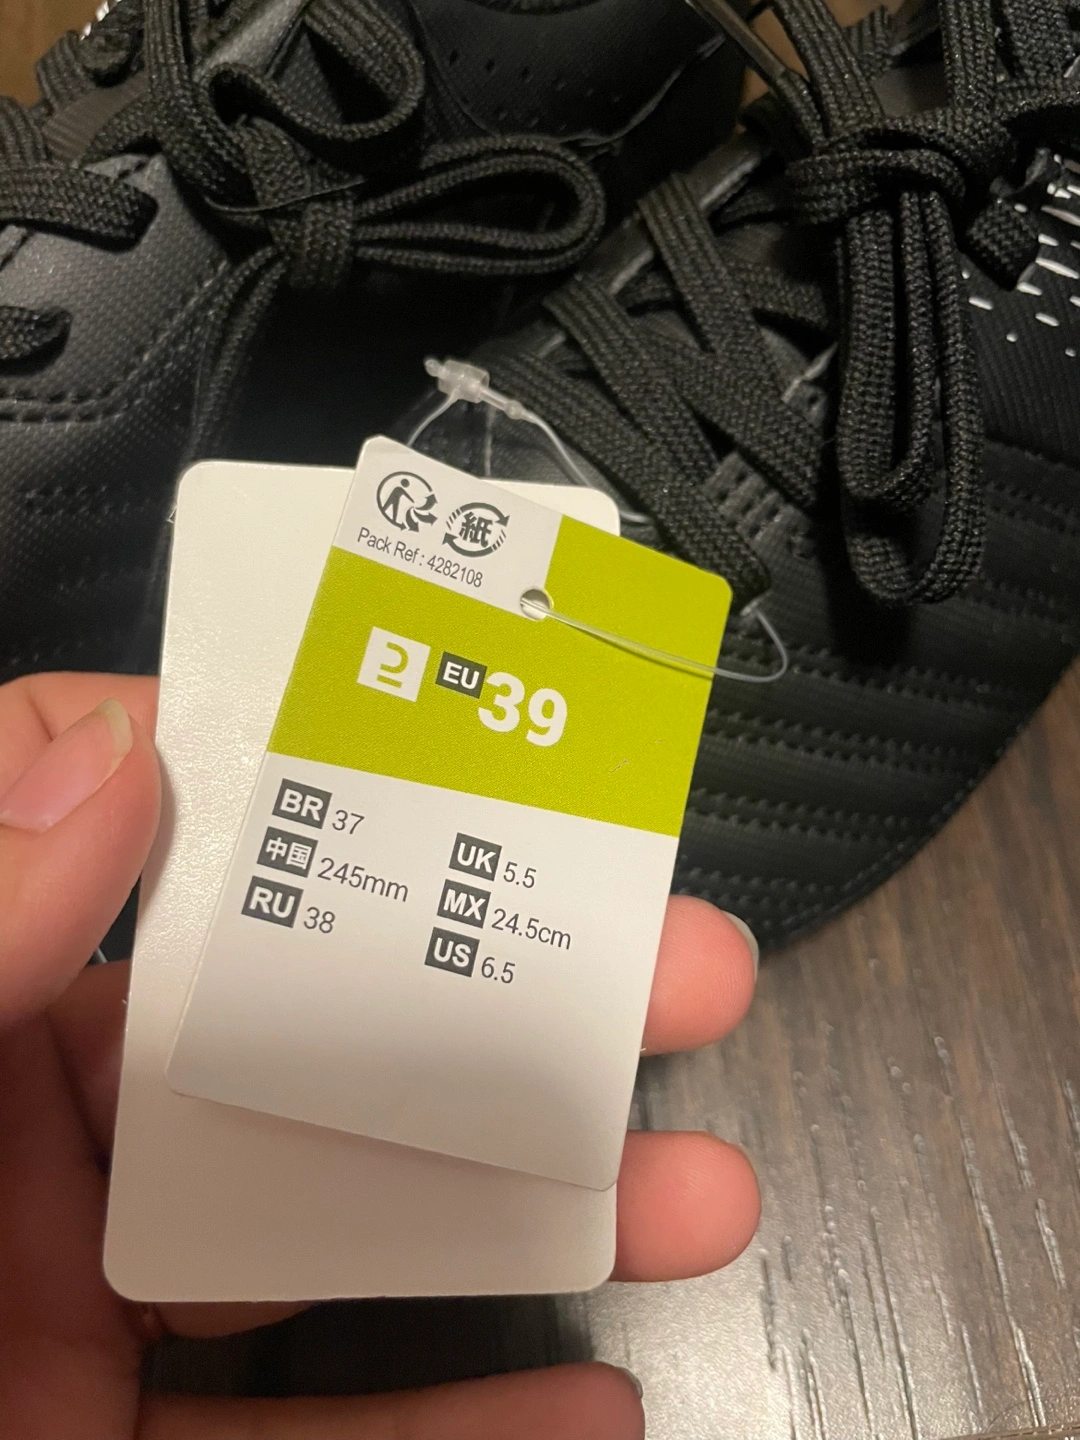 紙
Pack Ref : 4282108
EU 39
BR 37
中国 245mm
RU 38
UK 5.5
MX 24.5cm
US 6.5